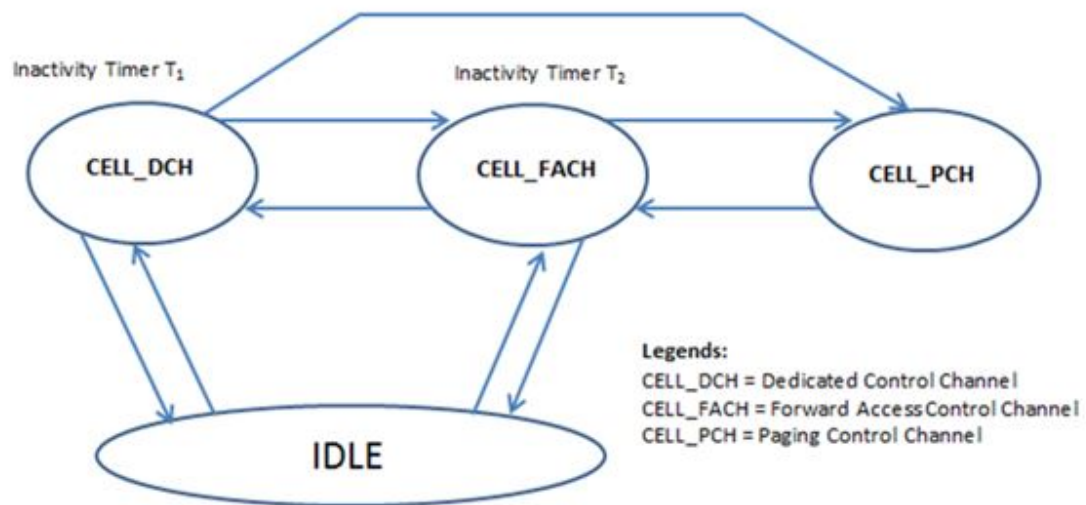 Inactivity Timer T₁
Inactivity Timer T₂
CELL_DCH
CELL_FACH
CELL_PCH
Legends:
CELL_DCH = Dedicated Control Channel
CELL_FACH = Forward Access Control Channel
CELL_PCH = Paging Control Channel
IDLE